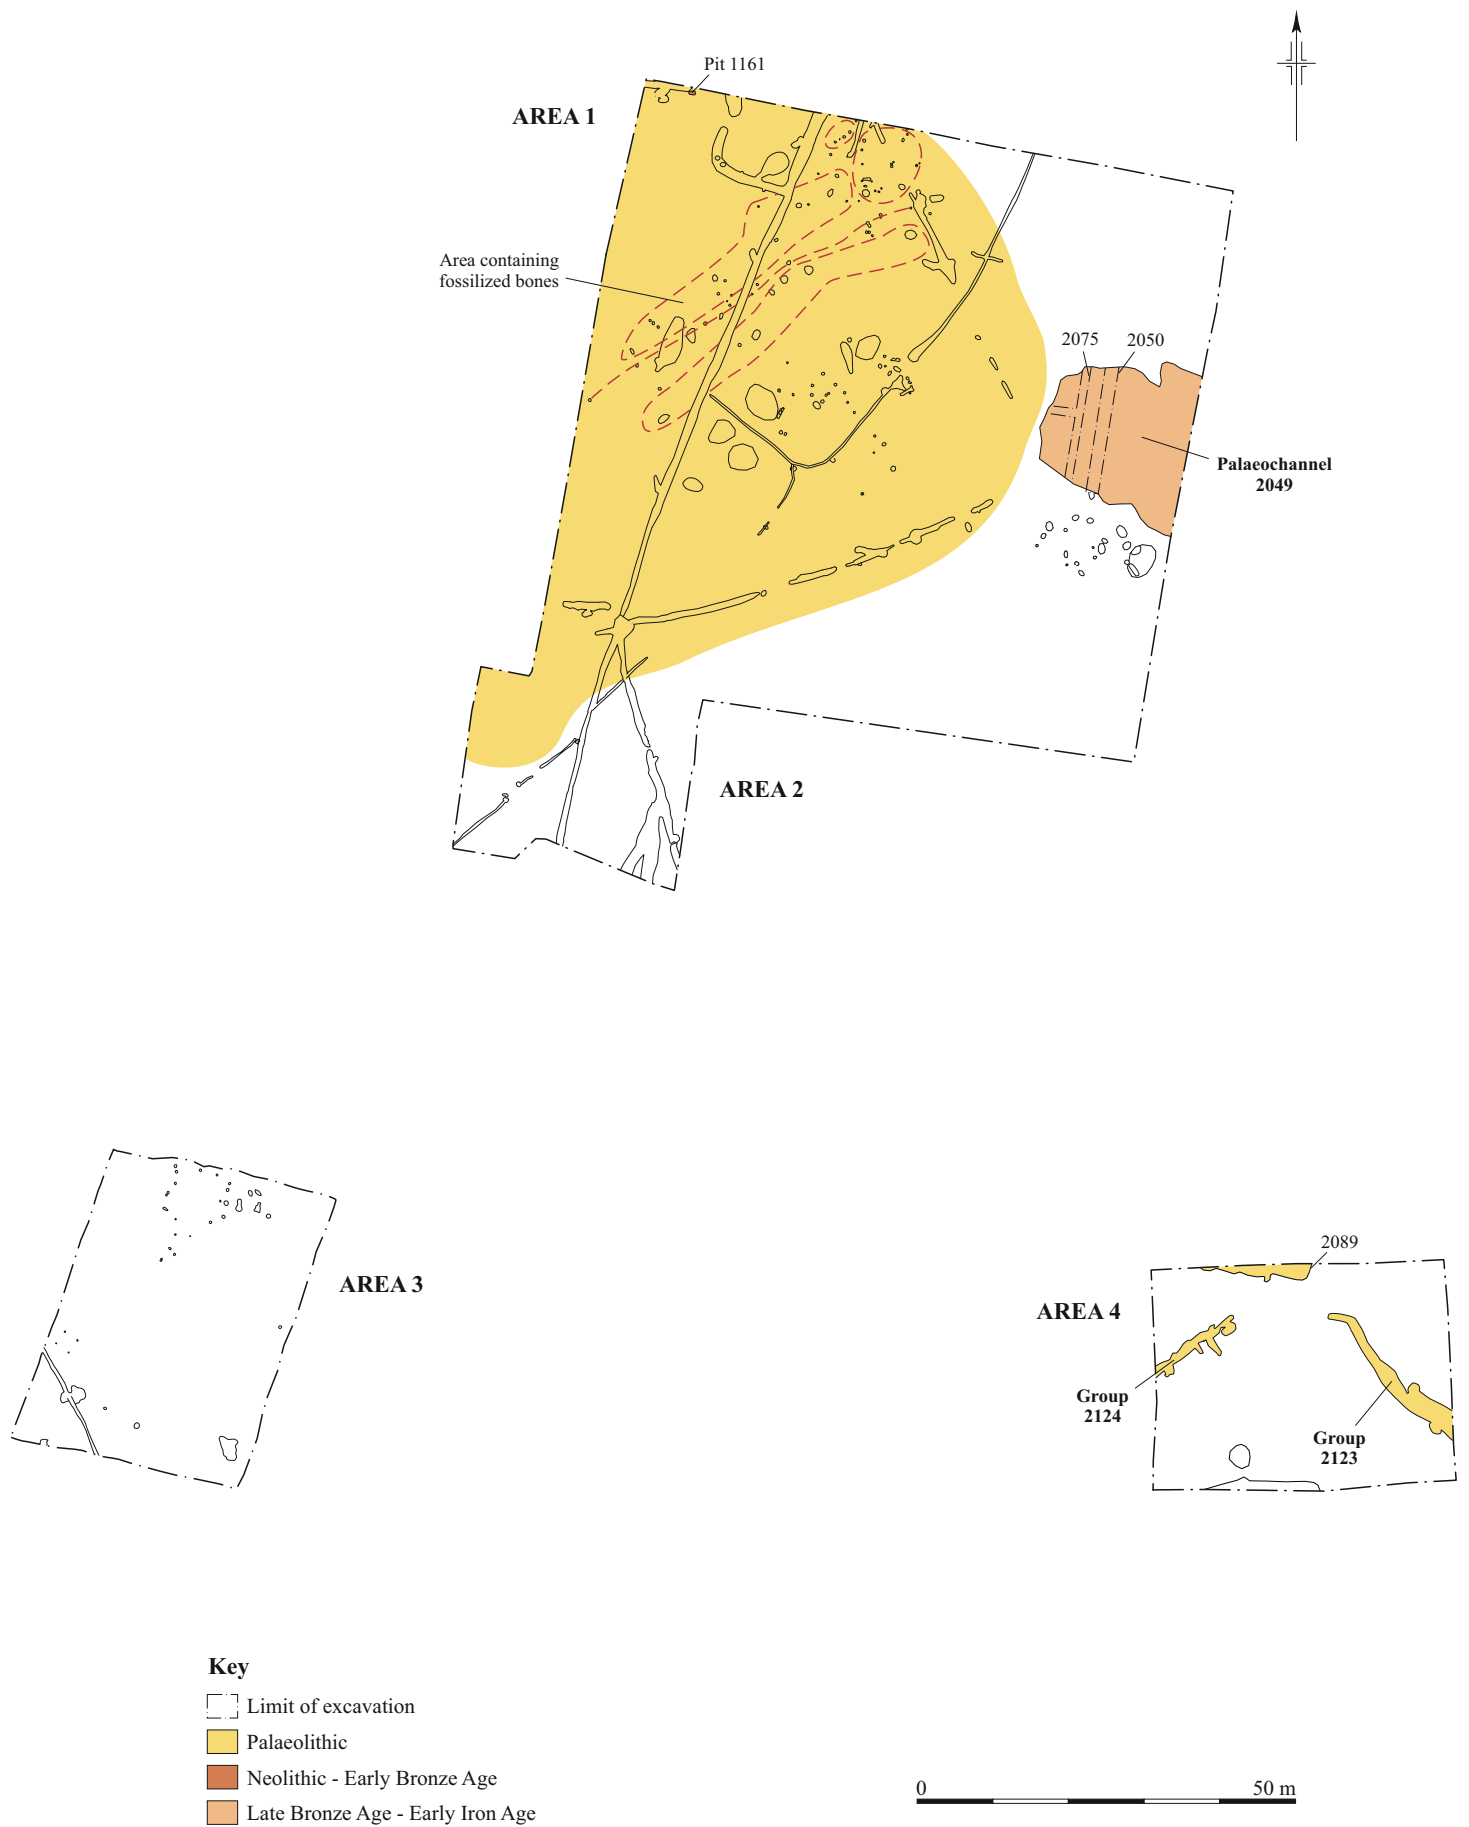 Pit 1161
AREA 1
Area containing
fossilized bones
2075
2050
Palaeochannel
2049
AREA 2
AREA 3
2089
AREA 4
Group
2124
Group
2123
Key
Limit of excavation
Palaeolithic
Neolithic - Early Bronze Age
Late Bronze Age - Early Iron Age
0
50 m